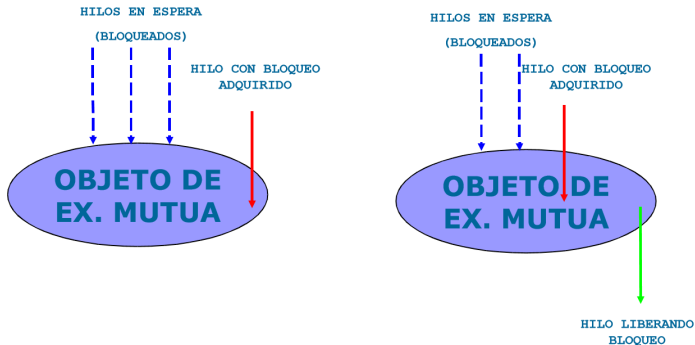 HILOS EN ESPERA
(BLOQUEADOS)
HILO CON BLOQUEO
ADQUIRIDO
OBJETO DE
EX. MUTUA
HILOS EN ESPERA
(BLOQUEADOS)
HILO CON BLOQUEO
ADQUIRIDO
OBJETO DE
EX. MUTUA
HILO LIBERANDO
BLOQUEO